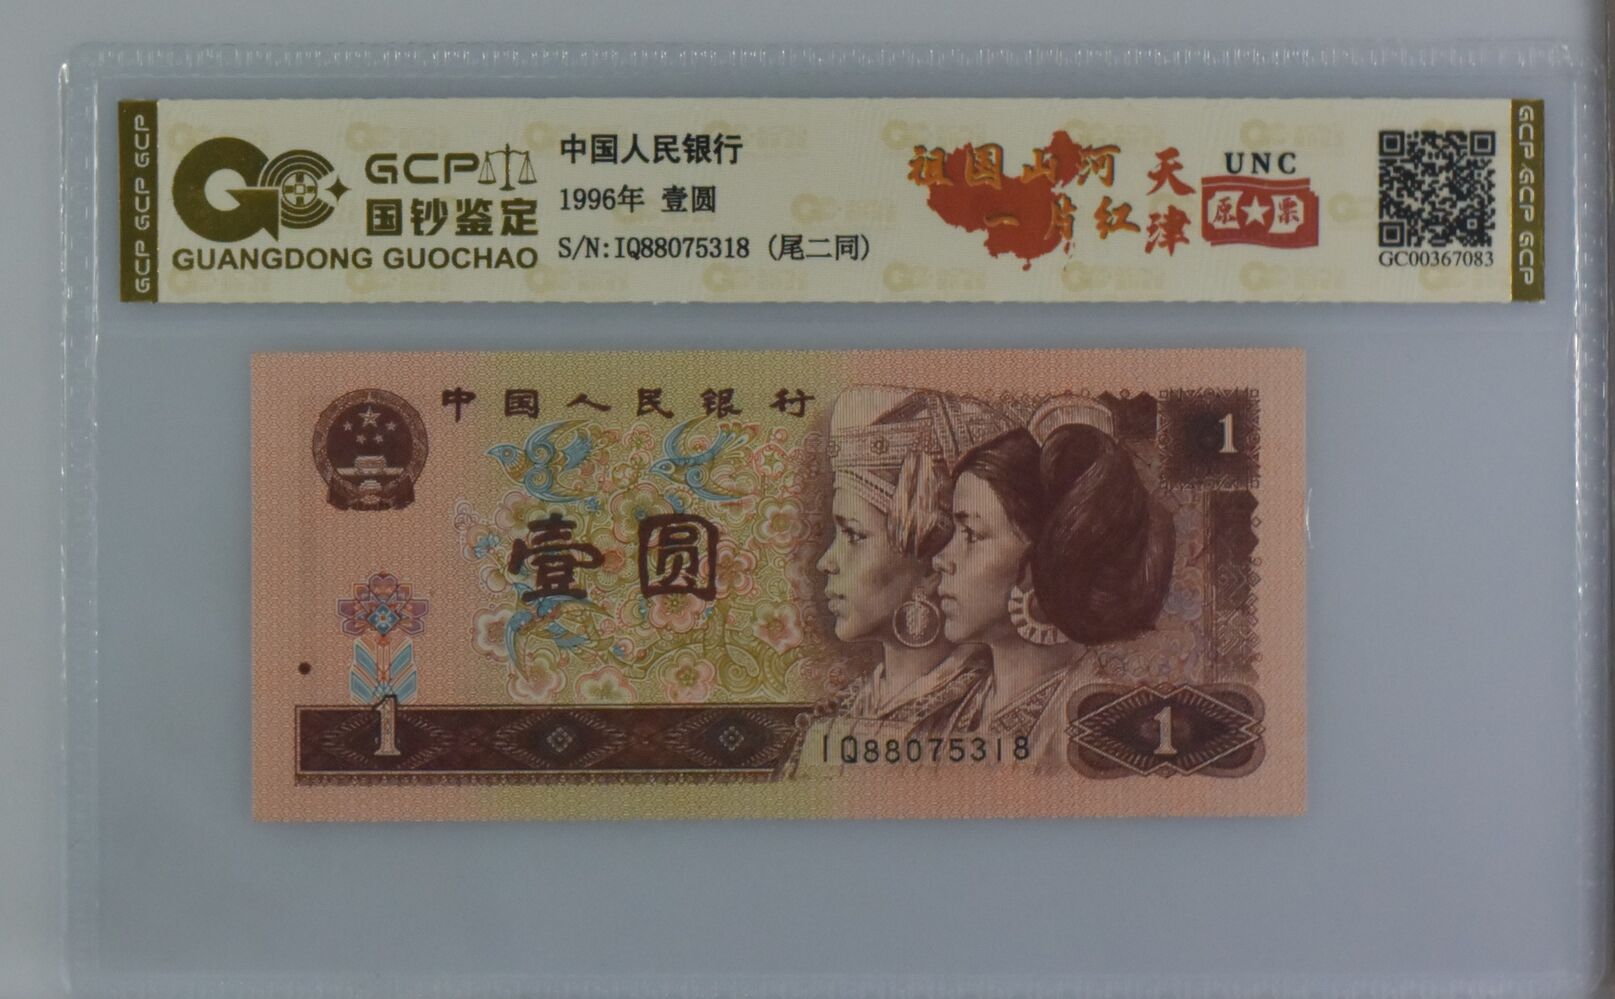 GCP GCP GCP
GCP
国钞鉴定
GUANGDONG GUOCHAO
中国人民银行
1996年 壹圆
S/N:IQ88075318 (尾二同)
祖国山河
一片红
天津
UNC
原★票
GC00367083
GCP GCP GCP
中国人民银行
1
壹圆
1
IQ88075318
1